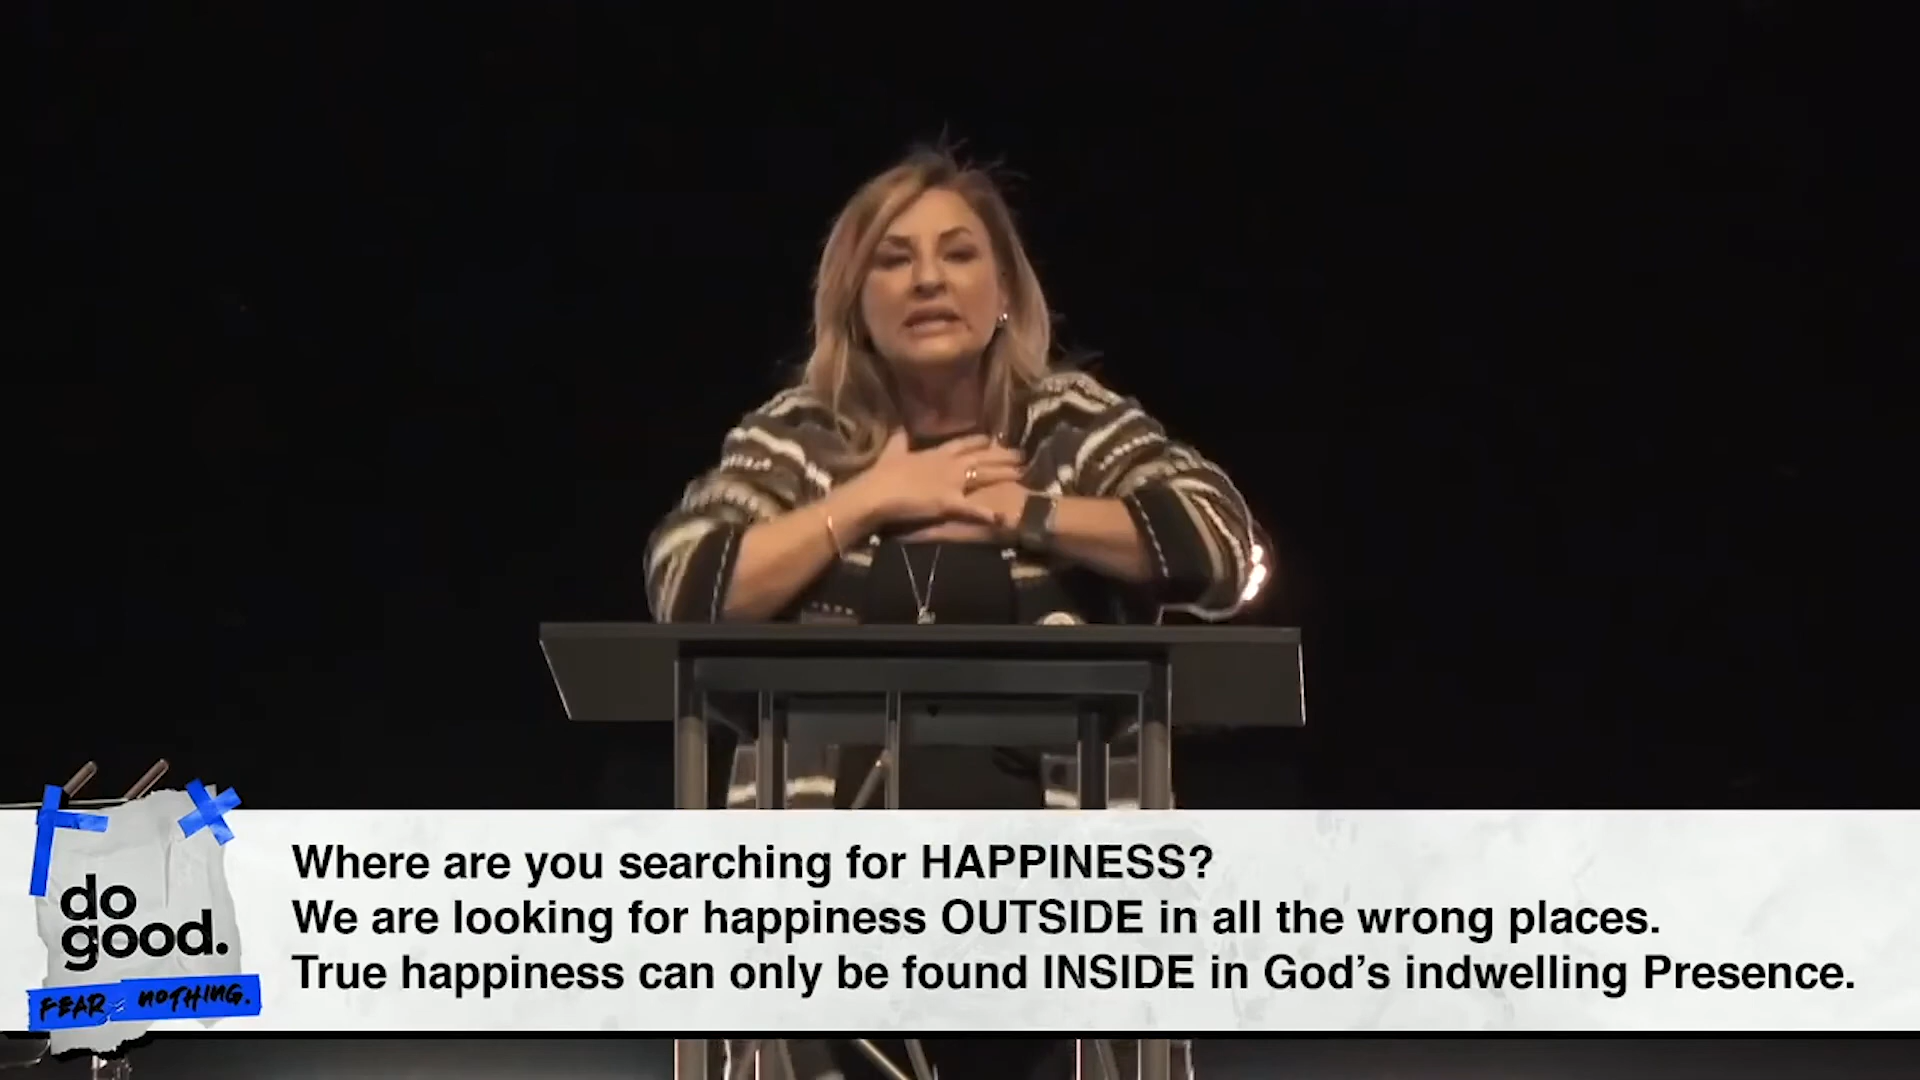 Where are you searching for HAPPINESS?
We are looking for happiness OUTSIDE in all the wrong places.
True happiness can only be found INSIDE in God’s indwelling Presence.
do
good.
FEAR NOTHING.